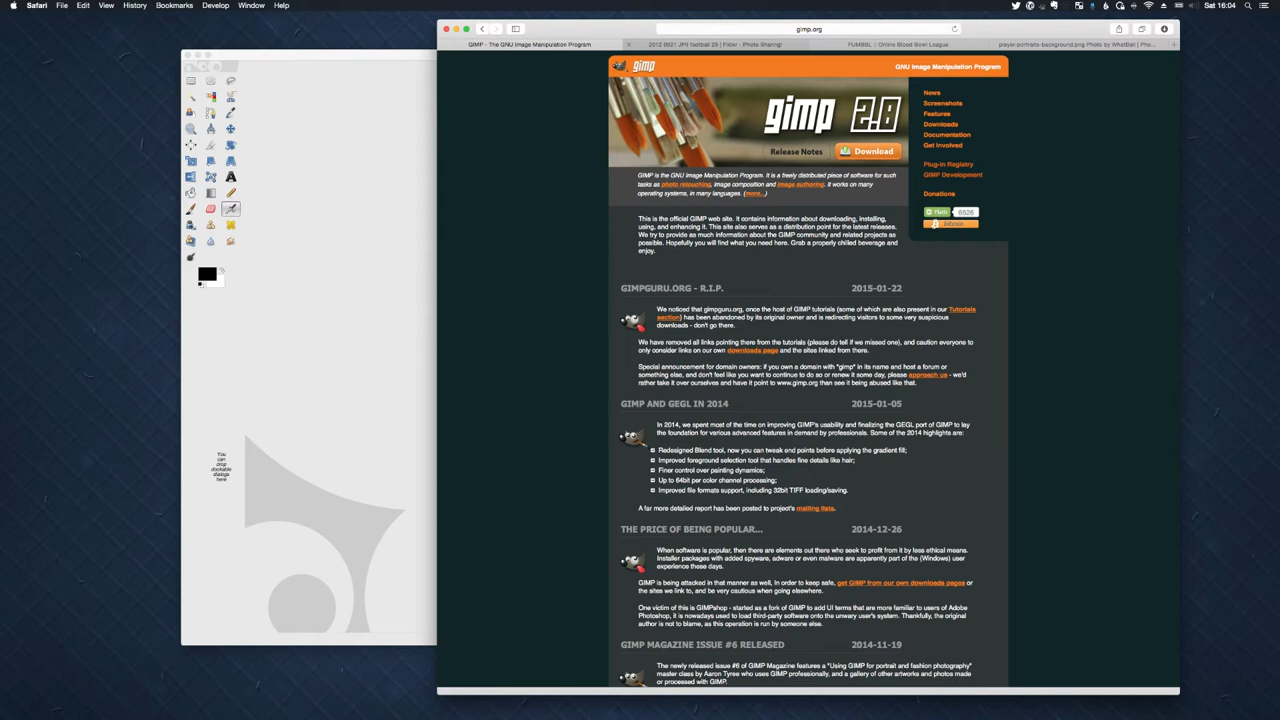 Safari File Edit View History Bookmarks Develop Window Help
Sat 16:04
gimp.org
GIMP - The GNU Image Manipulation Program
2012 0921 JPII football 25 | Flickr - Photo Sharing!
FUMBBL :: Online Blood Bowl League
player-portraits-background.png Photo by WhatBall | Pho...
gimp
GNU Image Manipulation Program
gimp 2.8
Release Notes
Download
News
Screenshots
Features
Downloads
Documentation
Get Involved
Plug-in Registry
GIMP Development
Donations
Flattr
6526
bitcoin
GIMP is the GNU Image Manipulation Program. It is a freely distributed piece of software for such
tasks as photo retouching, image composition and image authoring. It works on many
operating systems, in many languages. (more...)
This is the official GIMP web site. It contains information about downloading, installing,
using, and enhancing it. This site also serves as a distribution point for the latest releases.
We try to provide as much information about the GIMP community and related projects as
possible. Hopefully you will find what you need here. Grab a properly chilled beverage and
enjoy.
GIMPGURU.ORG - R.I.P. 2015-01-22
We noticed that gimpguru.org, once the host of GIMP tutorials (some of which are also present in our Tutorials
section) has been abandoned by its original owner and is redirecting visitors to some very suspicious
downloads - don't go there.
We have removed all links pointing there from the tutorials (please do tell if we missed one), and caution everyone to
only consider links on our own downloads page and the sites linked from there.
Special announcement for domain owners: if you own a domain with "gimp" in its name and host a forum or
something else, and don't feel like you want to continue to do so or renew it some day, please approach us - we'd
rather take it over ourselves and have it point to www.gimp.org than see it being abused like that.
GIMP AND GEGL IN 2014 2015-01-05
In 2014, we spent most of the time on improving GIMP's usability and finalizing the GEGL port of GIMP to lay
the foundation for various advanced features in demand by professionals. Some of the 2014 highlights are:
Redesigned Blend tool, now you can tweak end points before applying the gradient fill;
Improved foreground selection tool that handles fine details like hair;
Finer control over painting dynamics;
Up to 64bit per color channel processing;
Improved file formats support, including 32bit TIFF loading/saving.
A far more detailed report has been posted to project's mailing lists.
THE PRICE OF BEING POPULAR... 2014-12-26
When software is popular, then there are elements out there who seek to profit from it by less ethical means.
Installer packages with added spyware, adware or even malware are apparently part of the (Windows) user
experience these days.
GIMP is being attacked in that manner as well, in order to keep safe, get GIMP from our own downloads pages or
the sites we link to, and be very cautious when going elsewhere.
One victim of this is GIMPshop - started as a fork of GIMP to add UI terms that are more familiar to users of Adobe
Photoshop, it is nowadays used to load third-party software onto the unwary user's system. Thankfully, the original
author is not to blame, as this operation is run by someone else.
GIMP MAGAZINE ISSUE #6 RELEASED 2014-11-19
The newly released issue #6 of GIMP Magazine features a "Using GIMP for portrait and fashion photography"
master class by Aaron Tyree who uses GIMP professionally, and a gallery of other artworks and photos made
or processed with GIMP.
You
can
drop
dockable
dialogs
here